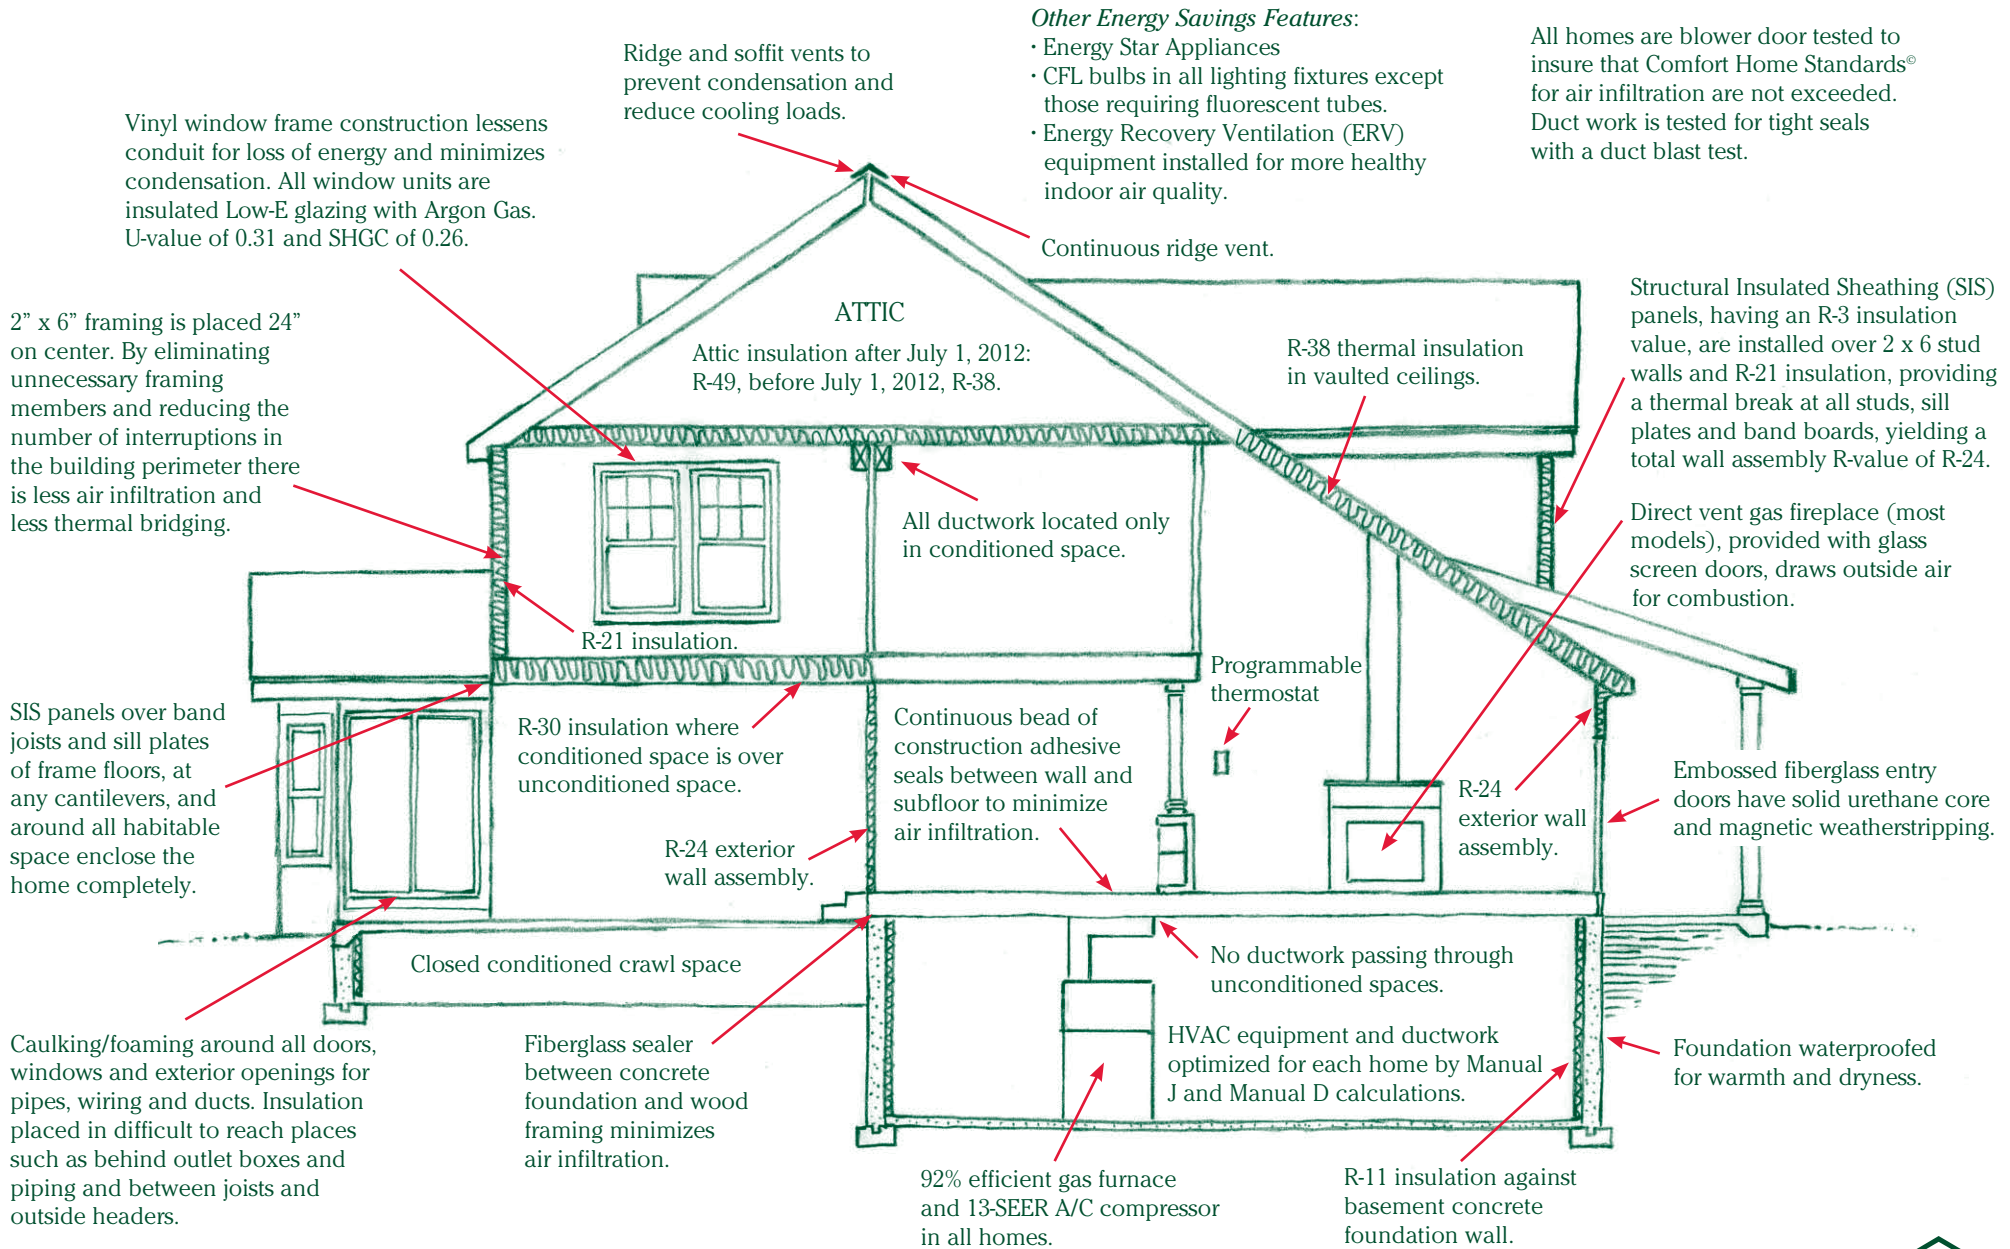 Other Energy Savings Features:
· Energy Star Appliances
· CFL bulbs in all lighting fixtures except
those requiring fluorescent tubes.
· Energy Recovery Ventilation (ERV)
equipment installed for more healthy
indoor air quality.
All homes are blower door tested to
insure that Comfort Home Standards©
for air infiltration are not exceeded.
Duct work is tested for tight seals
with a duct blast test.
Ridge and soffit vents to
prevent condensation and
reduce cooling loads.
Vinyl window frame construction lessens
conduit for loss of energy and minimizes
condensation. All window units are
insulated Low-E glazing with Argon Gas.
U-value of 0.31 and SHGC of 0.26.
Continuous ridge vent.
2” x 6” framing is placed 24”
on center. By eliminating
unnecessary framing
members and reducing the
number of interruptions in
the building perimeter there
is less air infiltration and
less thermal bridging.
ATTIC
Attic insulation after July 1, 2012:
R-49, before July 1, 2012, R-38.
R-38 thermal insulation
in vaulted ceilings.
Structural Insulated Sheathing (SIS)
panels, having an R-3 insulation
value, are installed over 2 x 6 stud
walls and R-21 insulation, providing
a thermal break at all studs, sill
plates and band boards, yielding a
total wall assembly R-value of R-24.
All ductwork located only
in conditioned space.
Direct vent gas fireplace (most
models), provided with glass
screen doors, draws outside air
for combustion.
R-21 insulation.
Programmable
thermostat
SIS panels over band
joists and sill plates
of frame floors, at
any cantilevers, and
around all habitable
space enclose the
home completely.
R-30 insulation where
conditioned space is over
unconditioned space.
Continuous bead of
construction adhesive
seals between wall and
subfloor to minimize
air infiltration.
R-24 exterior
wall assembly.
R-24
exterior wall
assembly.
Embossed fiberglass entry
doors have solid urethane core
and magnetic weatherstripping.
Closed conditioned crawl space
No ductwork passing through
unconditioned spaces.
Caulking/foaming around all doors,
windows and exterior openings for
pipes, wiring and ducts. Insulation
placed in difficult to reach places
such as behind outlet boxes and
piping and between joists and
outside headers.
Fiberglass sealer
between concrete
foundation and wood
framing minimizes
air infiltration.
HVAC equipment and ductwork
optimized for each home by Manual
J and Manual D calculations.
Foundation waterproofed
for warmth and dryness.
92% efficient gas furnace
and 13-SEER A/C compressor
in all homes.
R-11 insulation against
basement concrete
foundation wall.